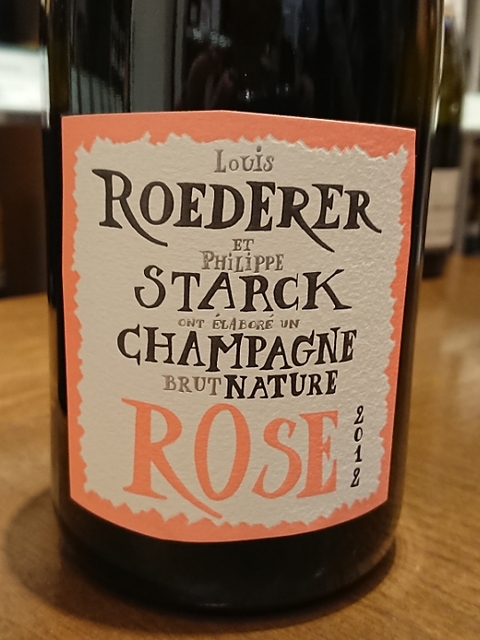 Louis
ROEDERER
ET
PHILIPPE
STARCK
ONT ÉLABORÉ UN
CHAMPAGNE
BRUT NATURE
ROSE
2012